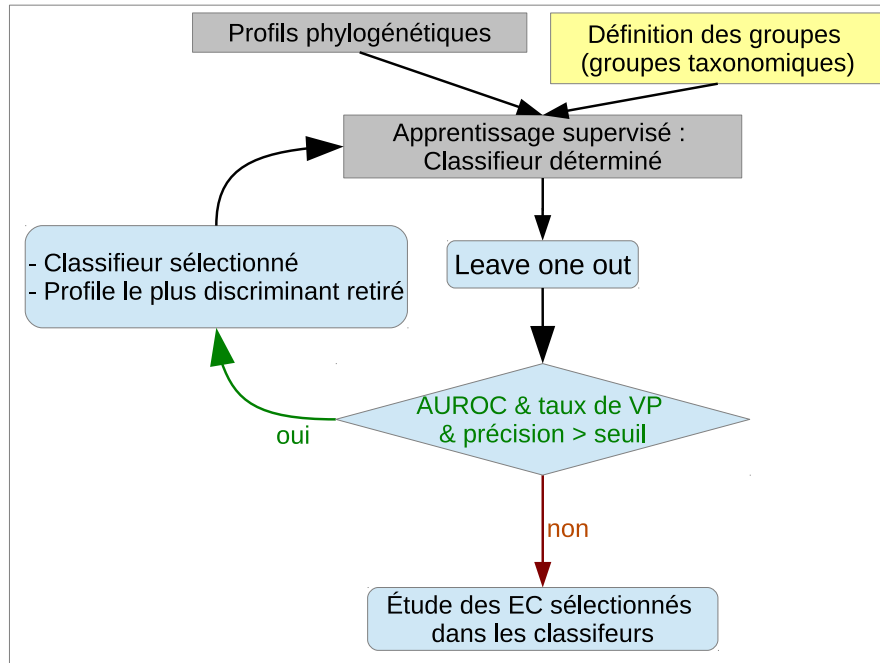 Profils phylogénétiques
Définition des groupes
(groupes taxonomiques)
Apprentissage supervisé :
Classifieur déterminé
- Classifieur sélectionné
- Profile le plus discriminant retiré
Leave one out
AUROC & taux de VP
& précision > seuil
oui
non
Étude des EC sélectionnés
dans les classifeurs